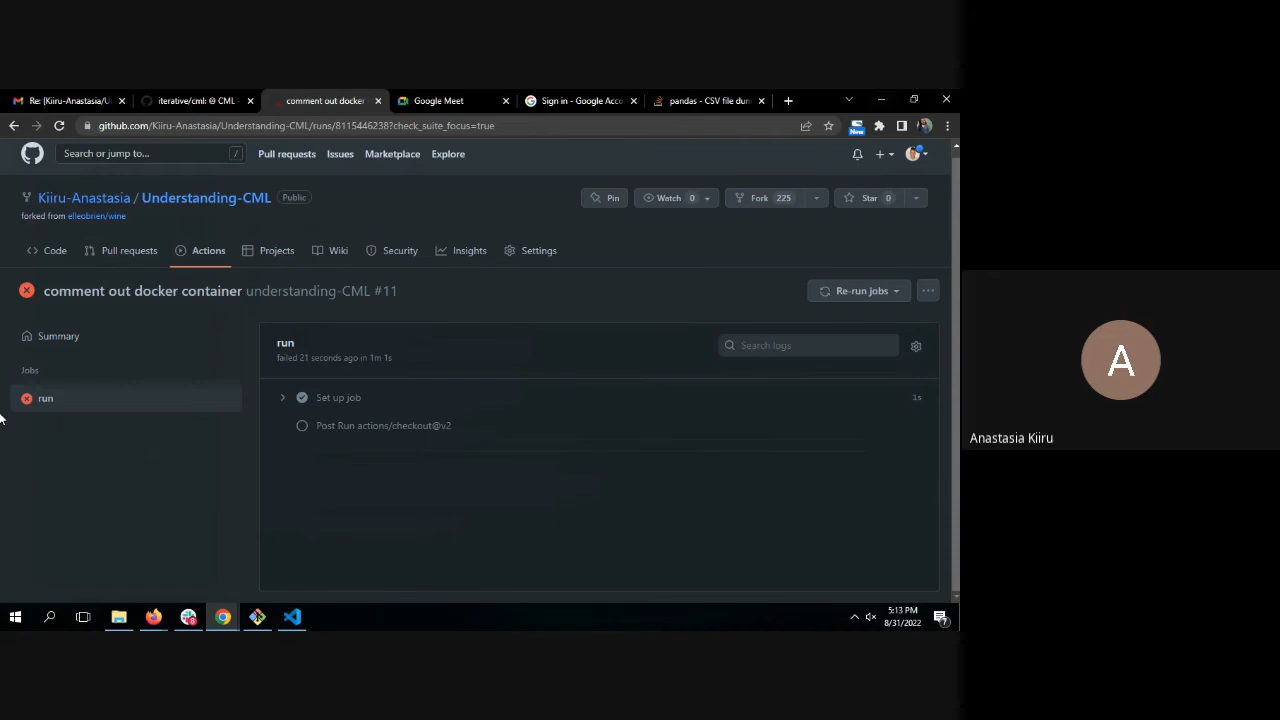 Re: [Kiiru-Anastasia/U
iterative/cml: ♾️ CML -
comment out docker
Google Meet
Sign in - Google Acco
pandas - CSV file dum
github.com/Kiiru-Anastasia/Understanding-CML/runs/8115446238?check_suite_focus=true
New
Search or jump to...
/
Pull requests
Issues
Marketplace
Explore
Kiiru-Anastasia / Understanding-CML
Public
Pin
Watch 0
Fork 225
Star 0
forked from elleobrien/wine
Code
Pull requests
Actions
Projects
Wiki
Security
Insights
Settings
comment out docker container understanding-CML #11
Re-run jobs
Summary
Jobs
run
run
failed 21 seconds ago in 1m 1s
Search logs
Set up job
1s
Post Run actions/checkout@v2
A
Anastasia Kiiru
5:13 PM
8/31/2022